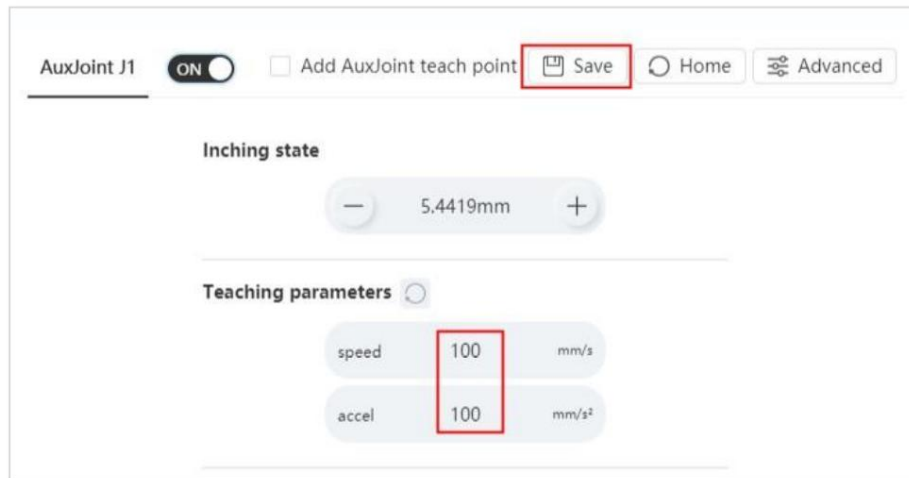 AuxJoint J1 ON Add AuxJoint teach point Save Home Advanced
Inching state
— 5.4419mm +
Teaching parameters
speed 100 mm/s
accel 100 mm/s²